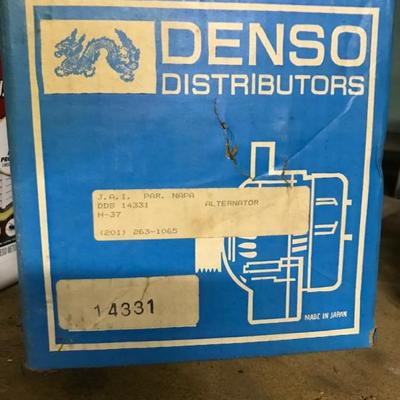 DENSO
DISTRIBUTORS
J.A.I. PAR. NAPA
DDS 14331 ALTERNATOR
H-37
(201) 263-1065
14331
MADE IN JAPAN